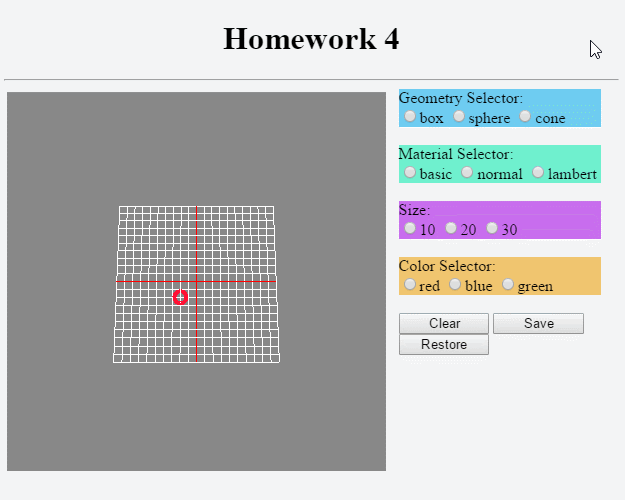 Homework 4
Geometry Selector:
box sphere cone
Material Selector:
basic normal lambert
Size:
10 20 30
Color Selector:
red blue green
Clear Save
Restore